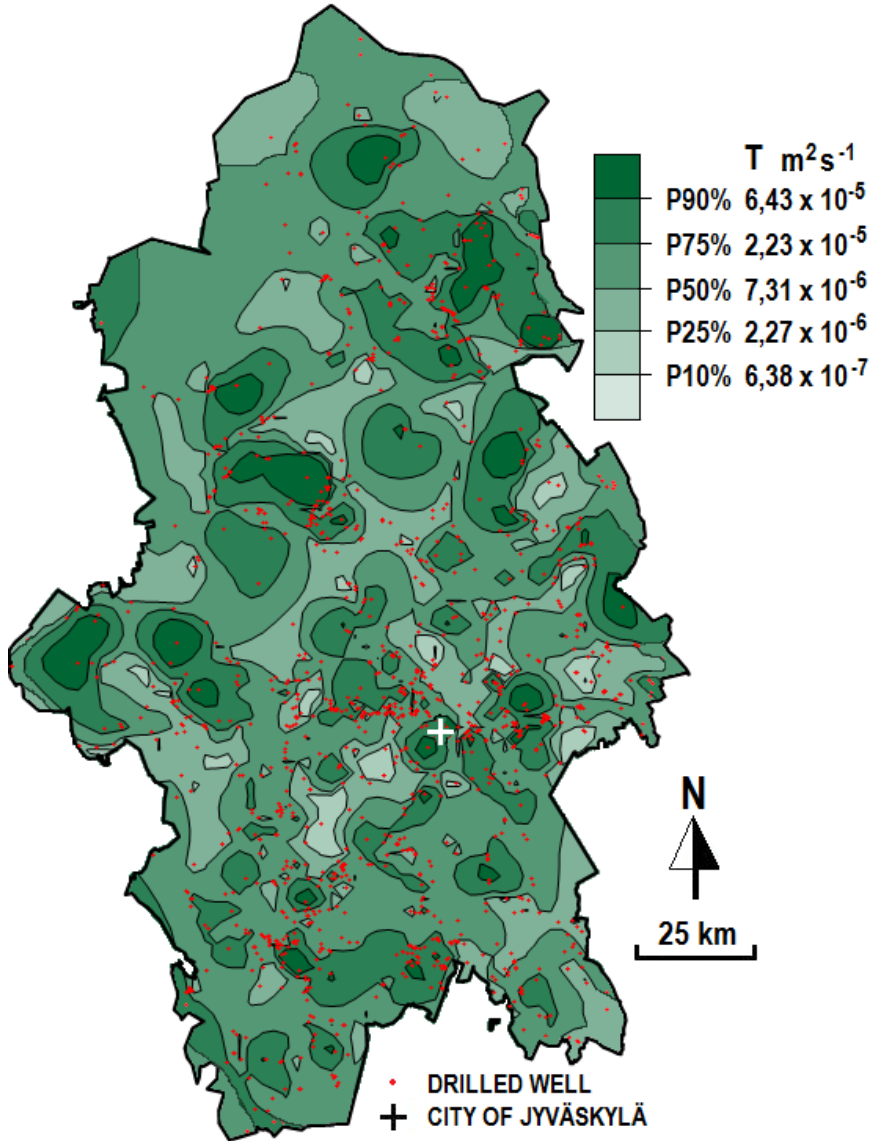 T m²s⁻¹
P90% 6,43 x 10⁻⁵
P75% 2,23 x 10⁻⁵
P50% 7,31 x 10⁻⁶
P25% 2,27 x 10⁻⁶
P10% 6,38 x 10⁻⁷
N
25 km
DRILLED WELL
CITY OF JYVÄSKYLÄ